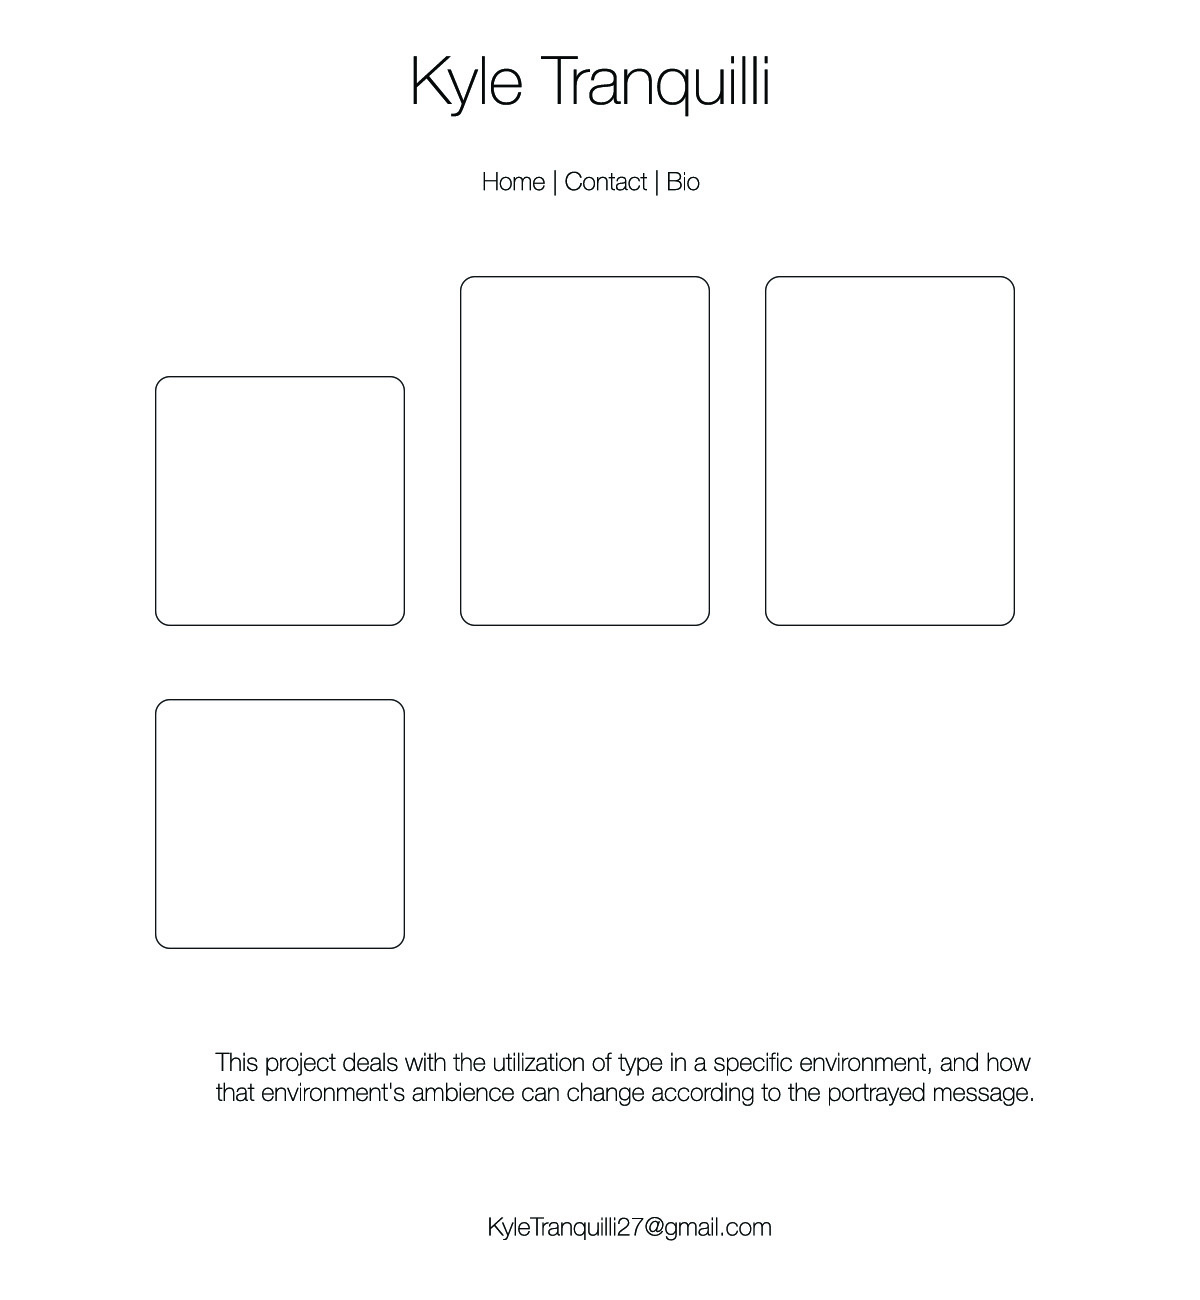 Kyle Tranquilli
Home | Contact | Bio
This project deals with the utilization of type in a specific environment, and how
that environment's ambience can change according to the portrayed message.
KyleTranquilli27@gmail.com